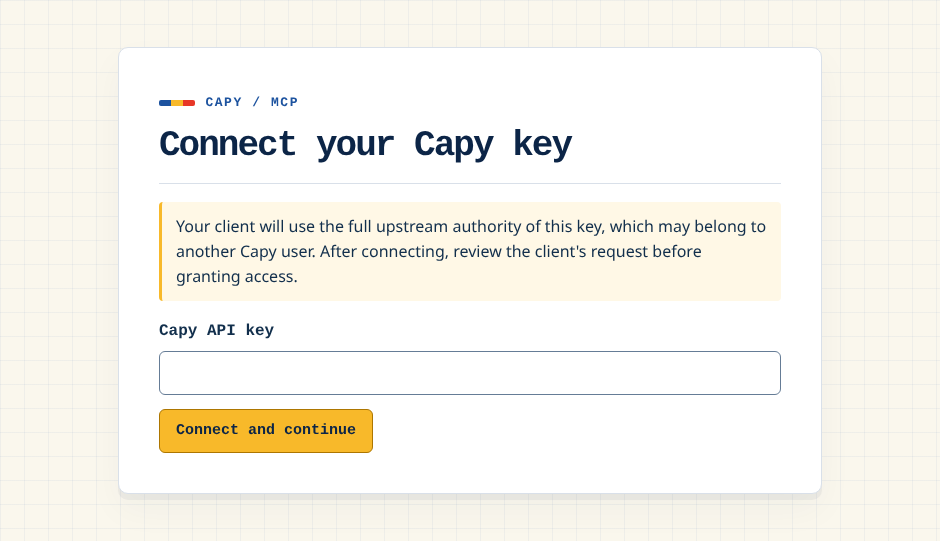 CAPY / MCP
Connect your Capy key
Your client will use the full upstream authority of this key, which may belong to
another Capy user. After connecting, review the client's request before
granting access.
Capy API key
Connect and continue